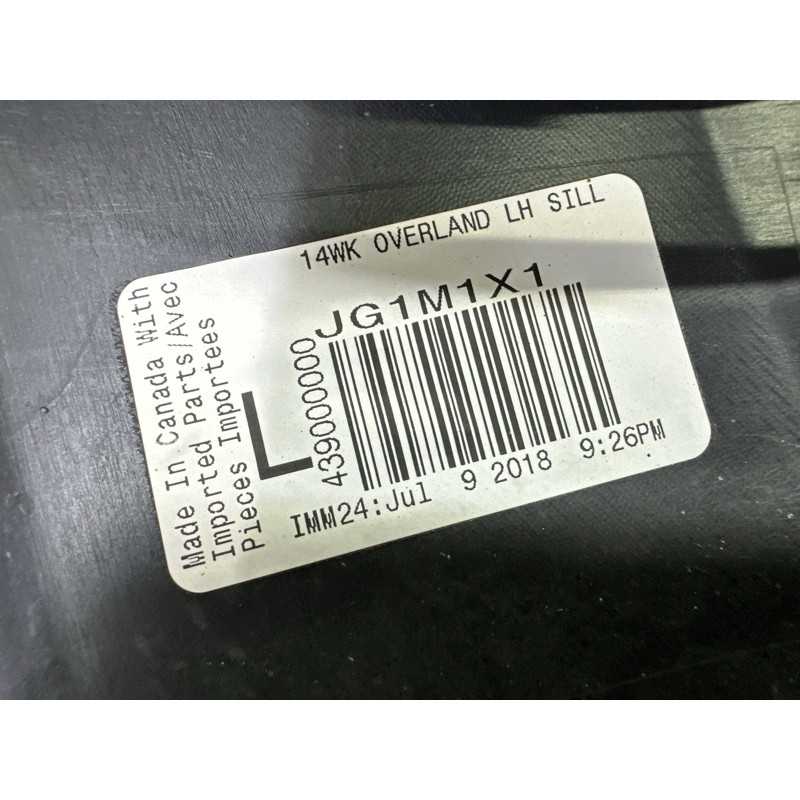 14WK OVERLAND LH SILL
JG1M1X1
Made In Canada With
Imported Parts/Avec
Pieces Importees
L
439000000
IMM24:Jul 9 2018 9:26PM